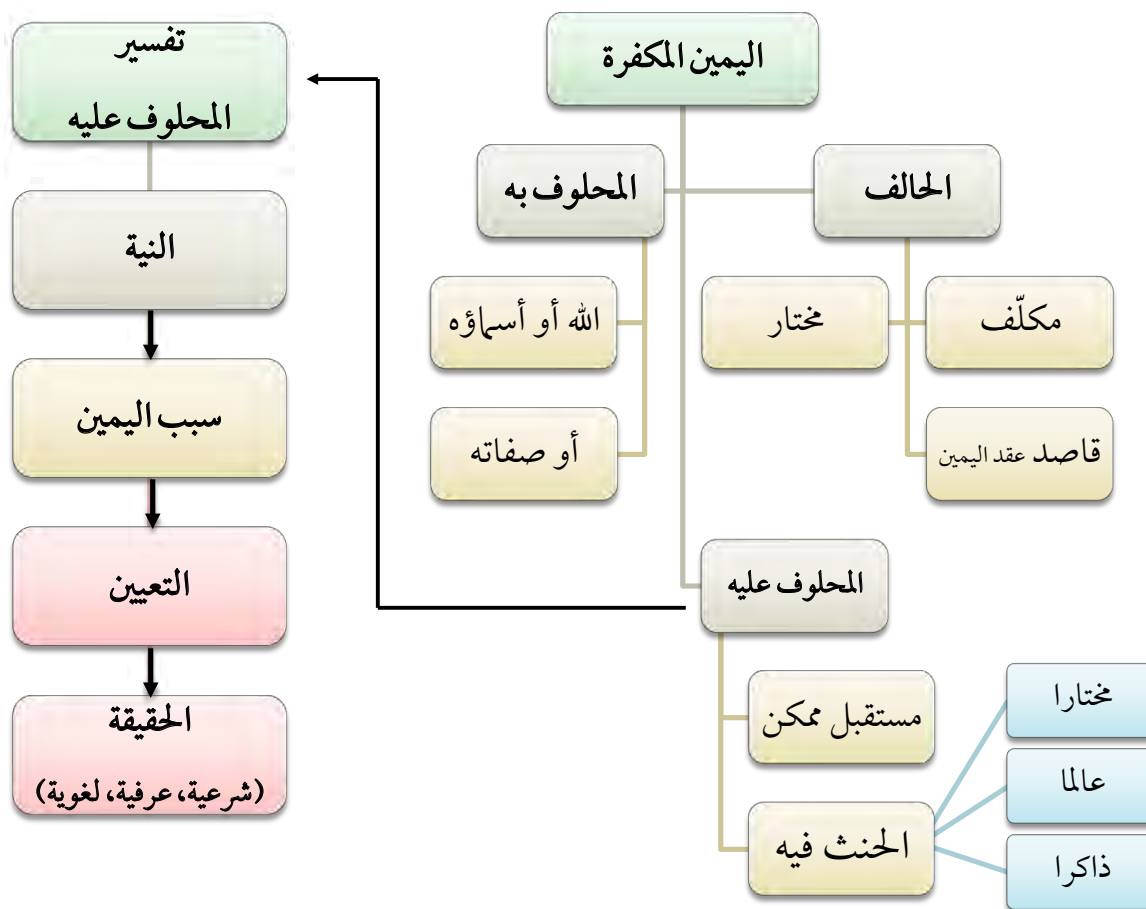 اليمين المكفرة
الحالف
المحلوف به
مكلّف
مختار
قاصد عقد اليمين
الله أو أسماؤه
أو صفاته
المحلوف عليه
مستقبل ممكن
الحنث فيه
مختارا
عالما
ذاكرا
تفسير
المحلوف عليه
النية
سبب اليمين
التعيين
الحقيقة
(شرعية، عرفية، لغوية)